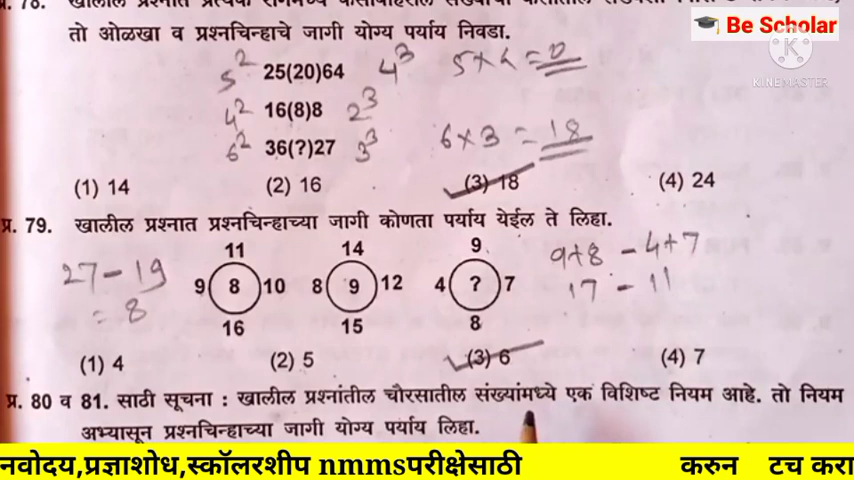 प्र. 78. खालील प्रश्नात प्रत्येक
Be Scholar
KINEMASTER
तो ओळखा व प्रश्नचिन्हाचे जागी योग्य पर्याय निवडा.
5² 25(20)64 4³ 5×4=
4² 16(8)8 2³
6² 36(?)27 3³ 6×3=18
(1) 14 (2) 16 (3) 18 (4) 24
प्र. 79. खालील प्रश्नात प्रश्नचिन्हाच्या जागी कोणता पर्याय येईल ते लिहा.
11 14 9 9+8 - 4+7
27-19 9 8 10 8 9 12 4 ? 7 17 - 11
= 8
16 15 8
(1) 4 (2) 5 (3) 6 (4) 7
प्र. 80 व 81. साठी सूचना : खालील प्रश्नांतील चौरसातील संख्यांमध्ये एक विशिष्ट नियम आहे. तो नियम
अभ्यासून प्रश्नचिन्हाच्या जागी योग्य पर्याय लिहा.
नवोदय,प्रज्ञाशोध,स्कॉलरशीप nmmsपरीक्षेसाठी करुन टच करा